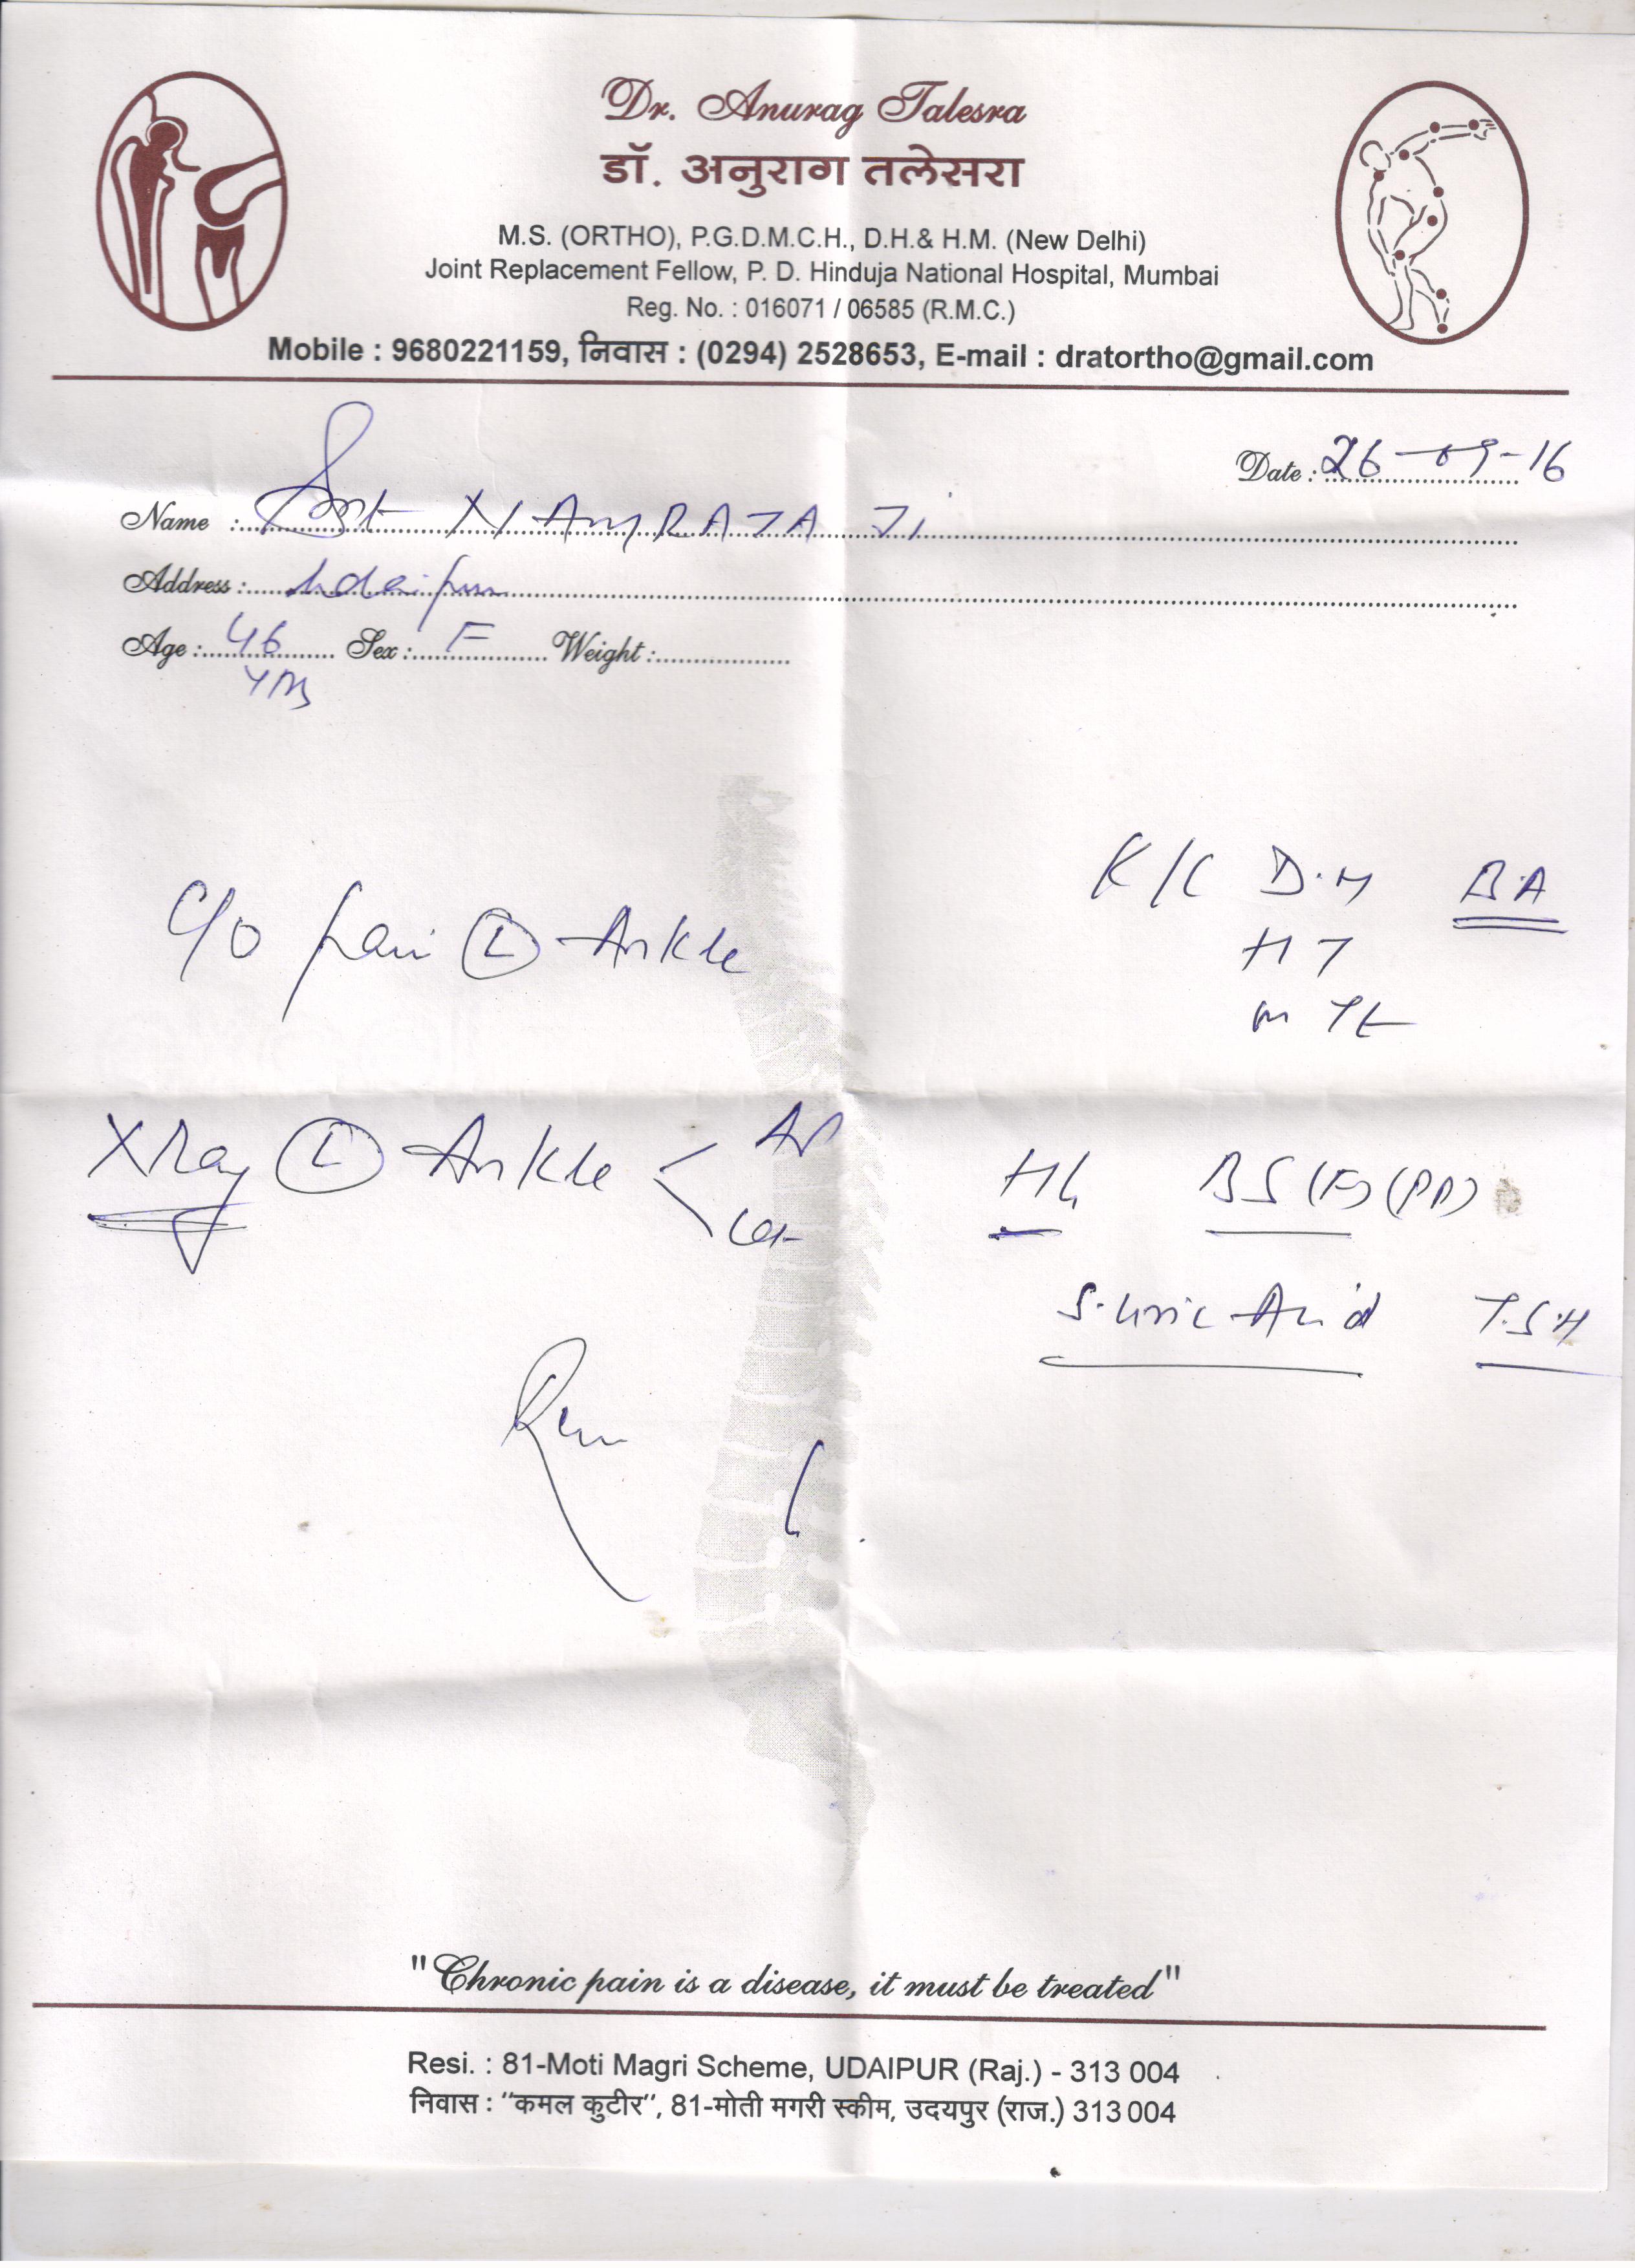 Dr. Anurag Talesra
डॉ. अनुराग तलेसरा
M.S. (ORTHO), P.G.D.M.C.H., D.H.& H.M. (New Delhi)
Joint Replacement Fellow, P. D. Hinduja National Hospital, Mumbai
Reg. No. : 016071 / 06585 (R.M.C.)
Mobile : 9680221159, निवास : (0294) 2528653, E-mail : dratortho@gmail.com
Date : 26-09-16
Name : Smt NAMRATA JI
Address : Udaipur
Age : 46 Sex : F Weight :
yrs
K/C D.M B.A
C/o pain (L) Ankle
HT
XRay (L) Ankle < AP
Lat
Hb BS (F) (PP)
S. Uric Acid T.S.H
"Chronic pain is a disease, it must be treated"
Resi. : 81-Moti Magri Scheme, UDAIPUR (Raj.) - 313 004
निवास : "कमल कुटीर", 81-मोती मगरी स्कीम, उदयपुर (राज.) 313 004